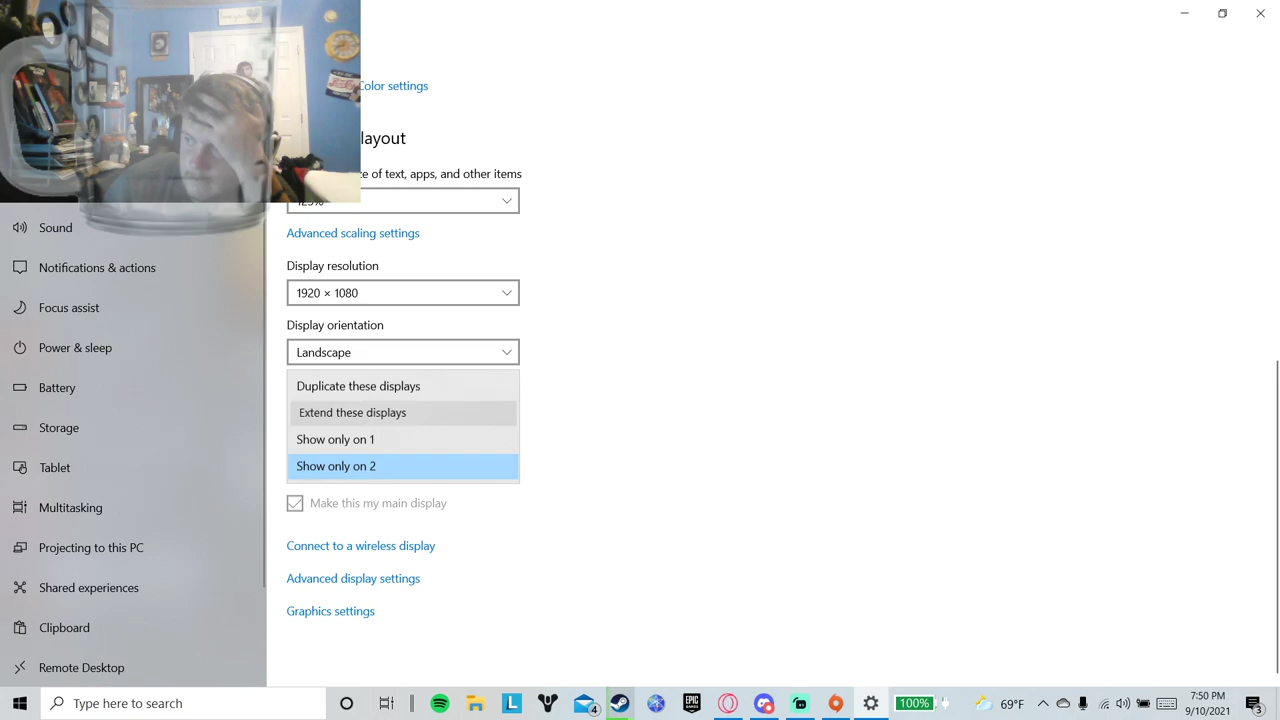 Color settings
layout
e of text, apps, and other items
Advanced scaling settings
Display resolution
1920 × 1080
Display orientation
Landscape
Duplicate these displays
Extend these displays
Show only on 1
Show only on 2
Make this my main display
Connect to a wireless display
Advanced display settings
Graphics settings
Sound
Notifications & actions
Focus assist
Power & sleep
Battery
Storage
Tablet
Multitasking
Projecting to this PC
Shared experiences
Clipboard
Remote Desktop
Type here to search
L
4
EPIC
GAMES
100%
69°F
7:50 PM
9/10/2021
3